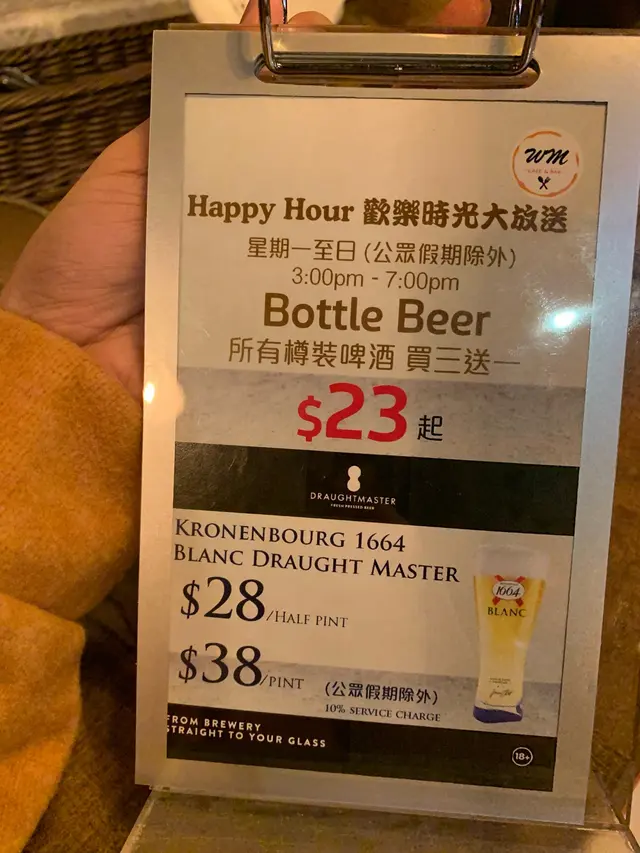 WM
CAFE & BAR
Happy Hour 歡樂時光大放送
星期一至日 (公眾假期除外)
3:00pm - 7:00pm
Bottle Beer
所有樽裝啤酒 買三送一
$23 起
DRAUGHTMASTER
FRESH PRESSED BEER
KRONENBOURG 1664
BLANC DRAUGHT MASTER
$28/HALF PINT
$38/PINT (公眾假期除外)
10% SERVICE CHARGE
1664
BLANC
FROM BREWERY
STRAIGHT TO YOUR GLASS
18+